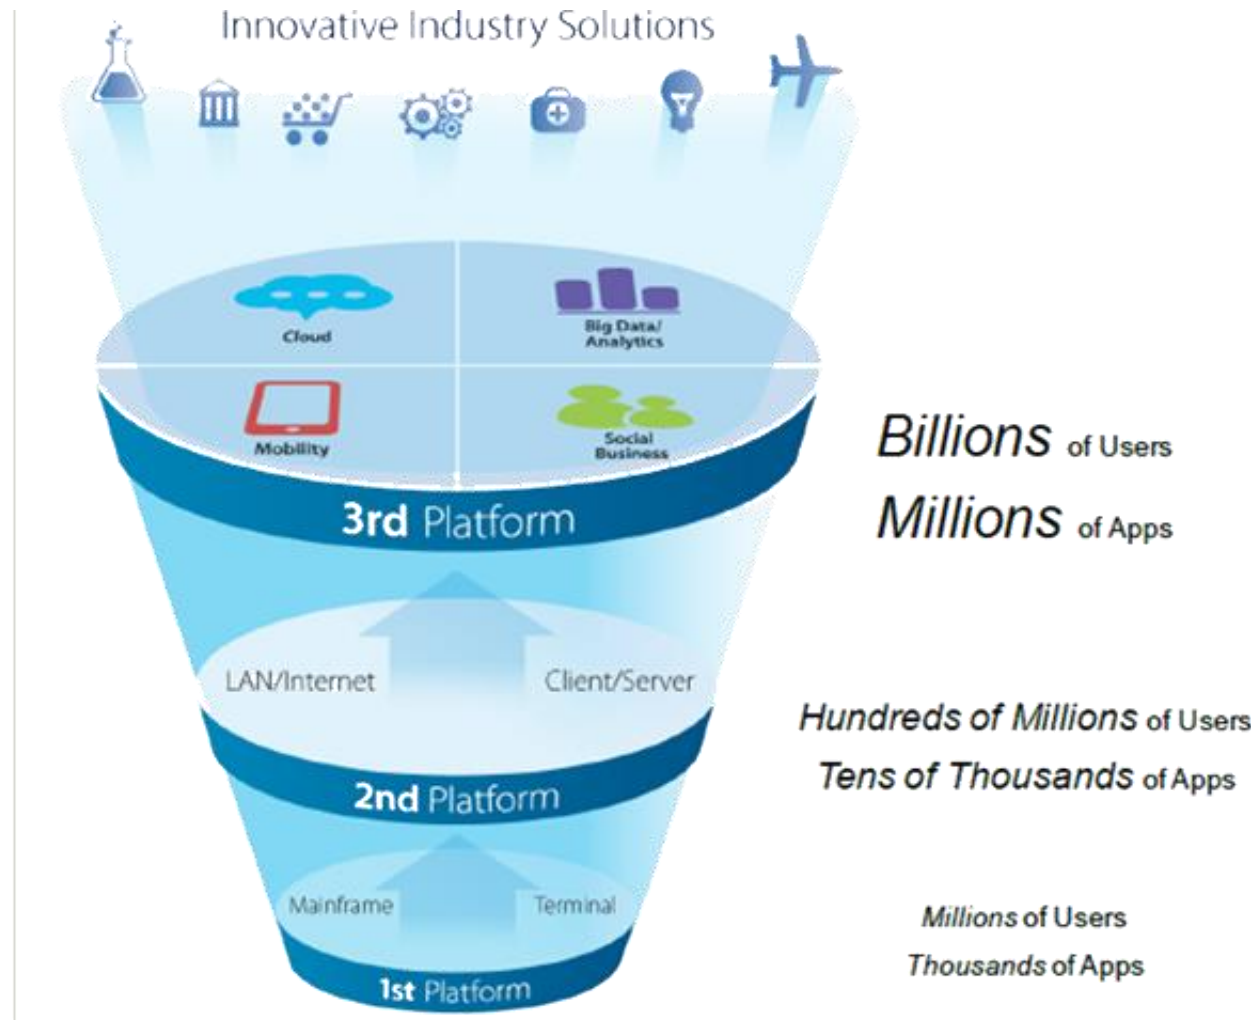 Innovative Industry Solutions
Cloud
Big Data/
Analytics
Mobility
Social
Business
3rd Platform
Billions of Users
Millions of Apps
LAN/Internet
Client/Server
2nd Platform
Hundreds of Millions of Users
Tens of Thousands of Apps
Mainframe
Terminal
1st Platform
Millions of Users
Thousands of Apps